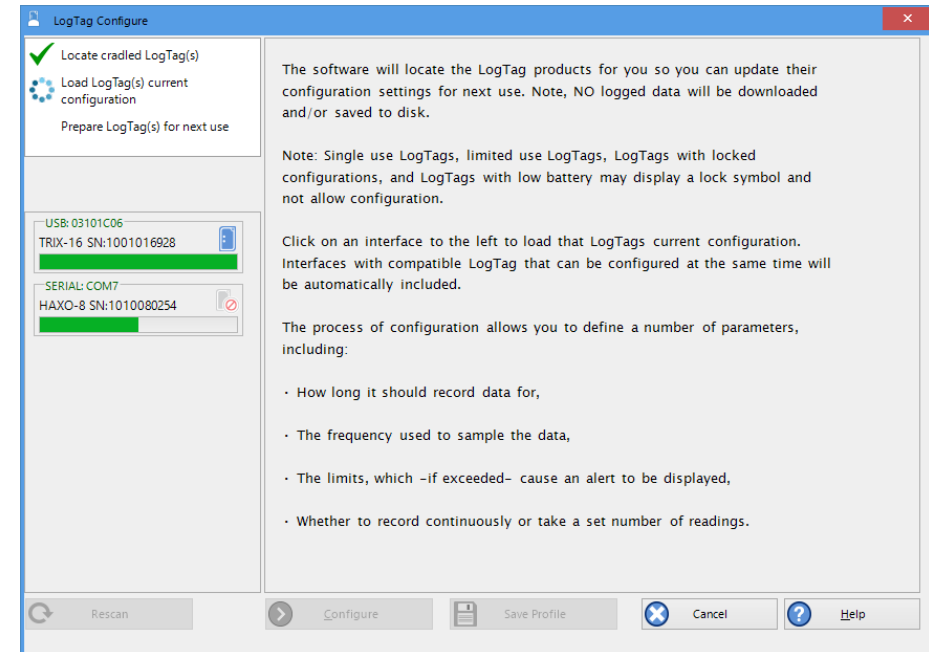 LogTag Configure
Locate cradled LogTag(s)
Load LogTag(s) current
configuration
Prepare LogTag(s) for next use
USB: 03101C06
TRIX-16 SN:1001016928
SERIAL: COM7
HAXO-8 SN:1010080254
The software will locate the LogTag products for you so you can update their
configuration settings for next use. Note, NO logged data will be downloaded
and/or saved to disk.
Note: Single use LogTags, limited use LogTags, LogTags with locked
configurations, and LogTags with low battery may display a lock symbol and
not allow configuration.
Click on an interface to the left to load that LogTags current configuration.
Interfaces with compatible LogTag that can be configured at the same time will
be automatically included.
The process of configuration allows you to define a number of parameters,
including:
· How long it should record data for,
· The frequency used to sample the data,
· The limits, which –if exceeded– cause an alert to be displayed,
· Whether to record continuously or take a set number of readings.
Rescan
Configure
Save Profile
Cancel
Help